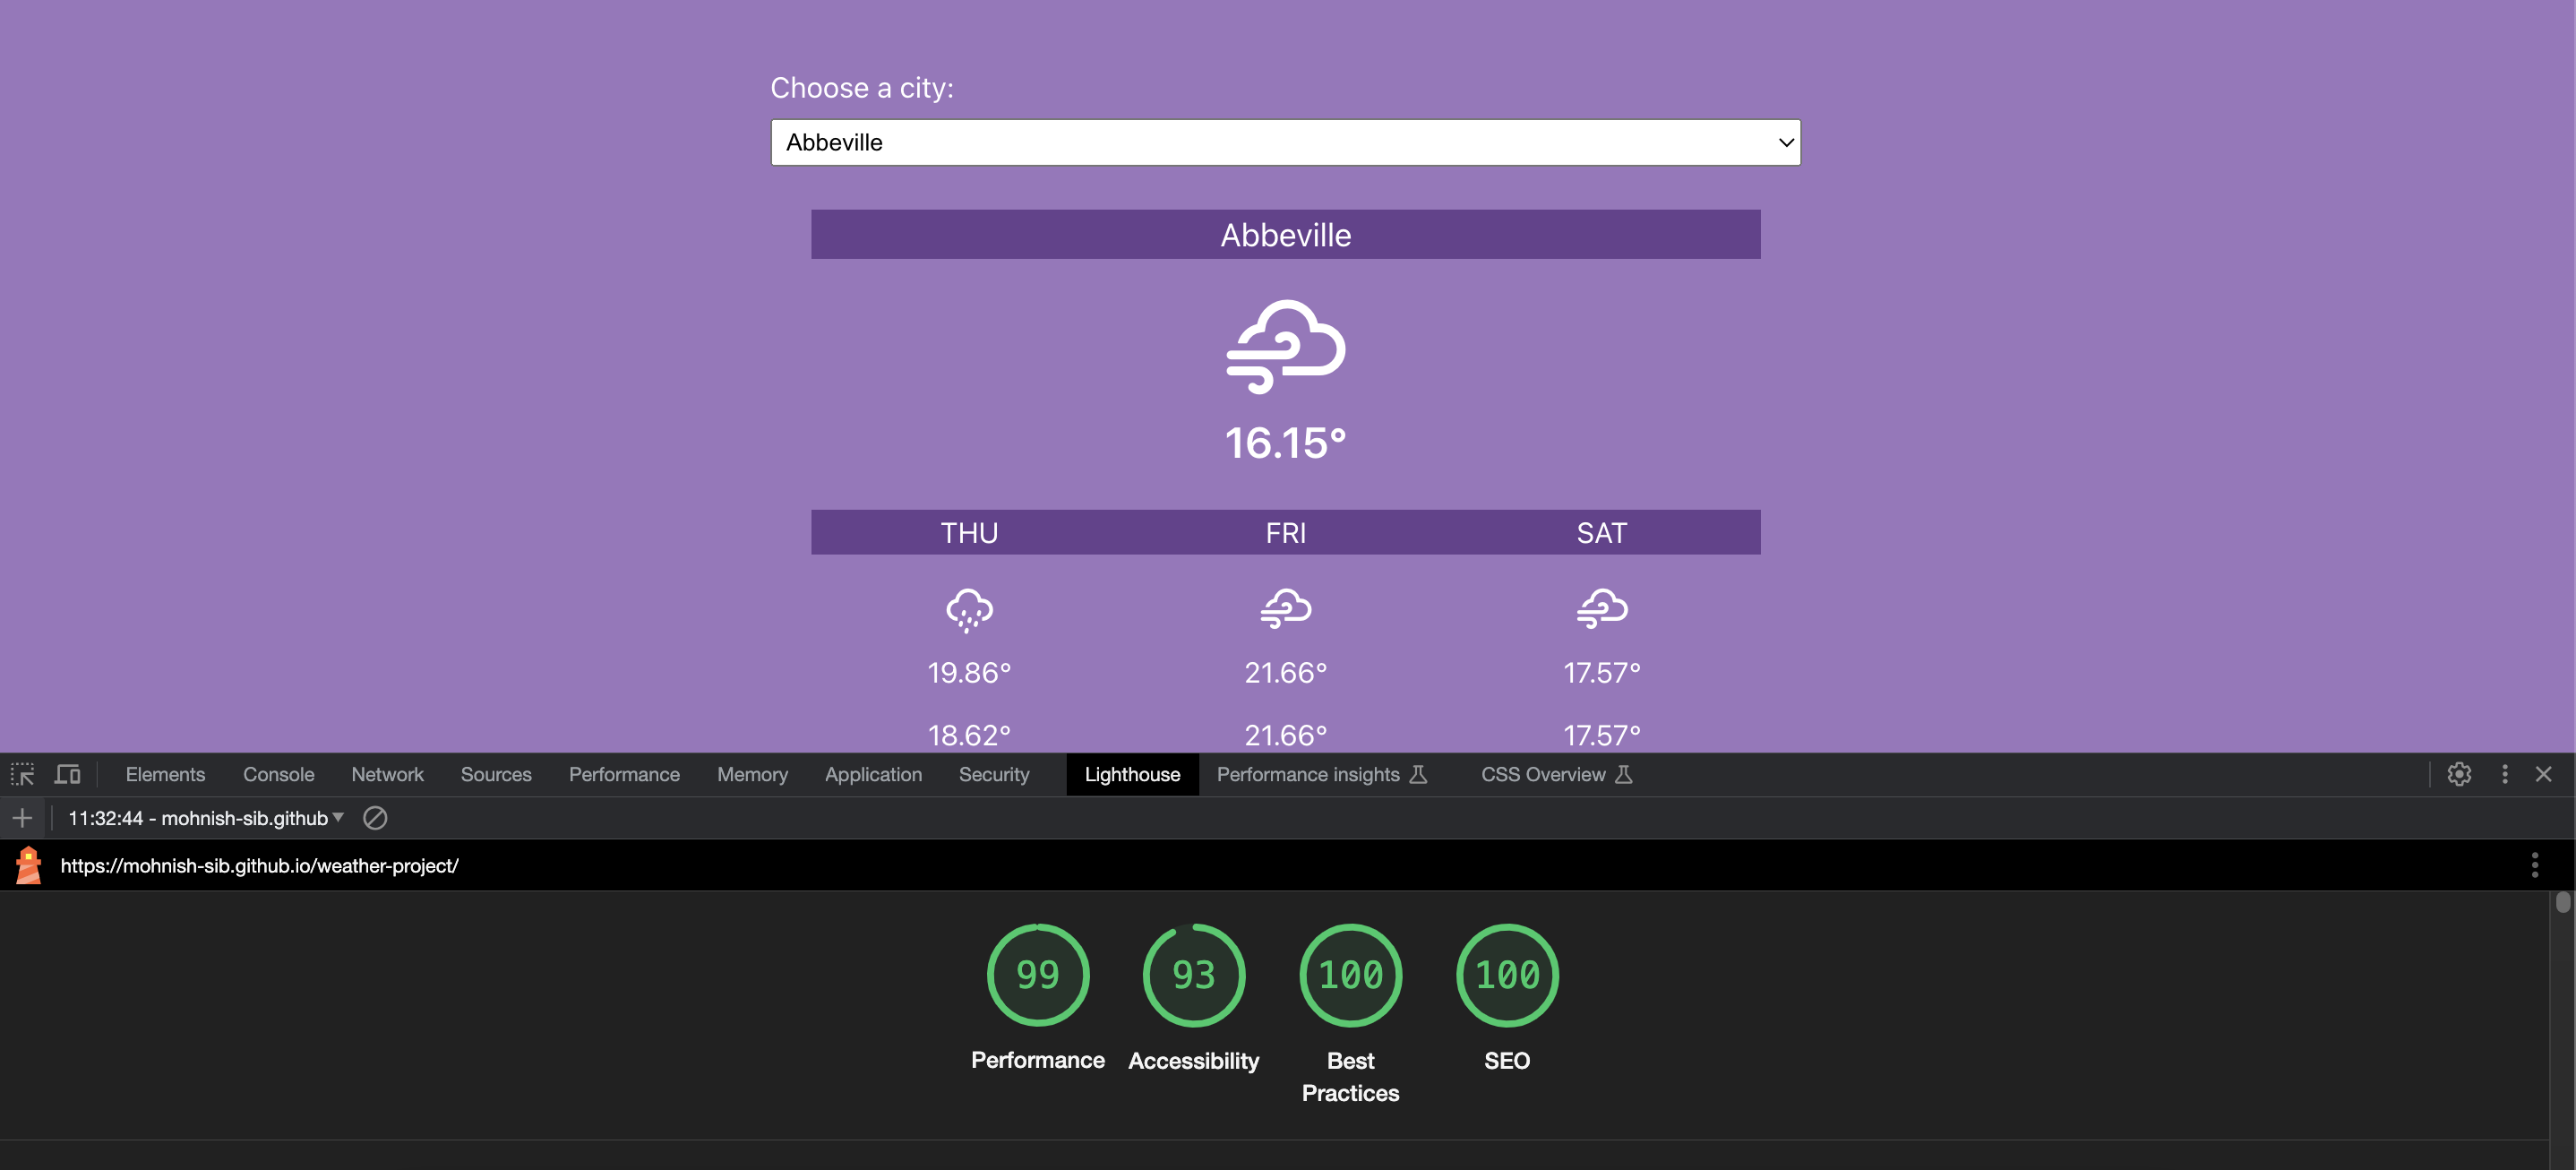 Choose a city:
Abbeville
Abbeville
16.15°
THU FRI SAT
19.86° 21.66° 17.57°
18.62° 21.66° 17.57°
Elements Console Network Sources Performance Memory Application Security Lighthouse Performance insights CSS Overview
11:32:44 - mohnish-sib.github
https://mohnish-sib.github.io/weather-project/
99 93 100 100
Performance Accessibility Best Practices SEO